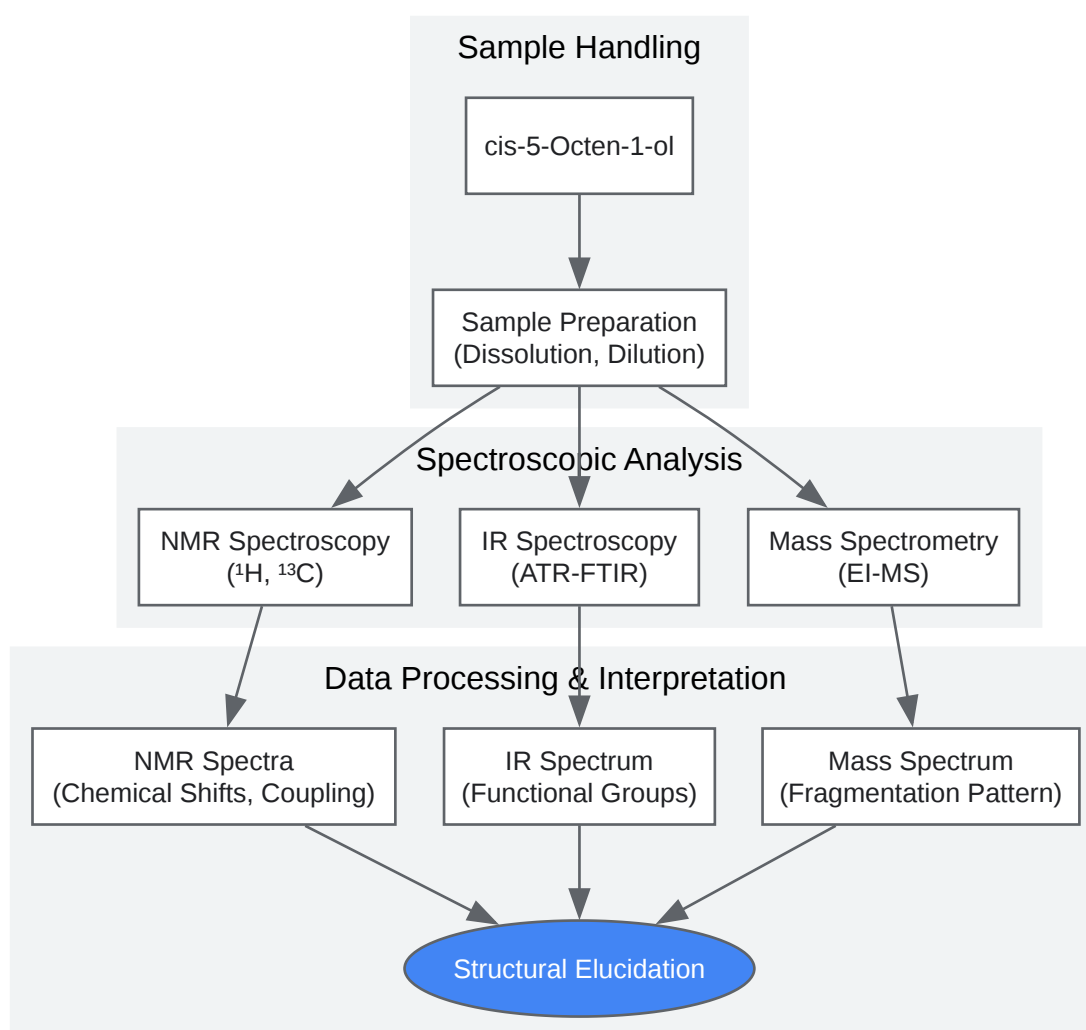 Sample Handling
cis-5-Octen-1-ol
Sample Preparation
(Dissolution, Dilution)
Spectroscopic Analysis
NMR Spectroscopy
(¹H, ¹³C)
IR Spectroscopy
(ATR-FTIR)
Mass Spectrometry
(EI-MS)
Data Processing & Interpretation
NMR Spectra
(Chemical Shifts, Coupling)
IR Spectrum
(Functional Groups)
Mass Spectrum
(Fragmentation Pattern)
Structural Elucidation